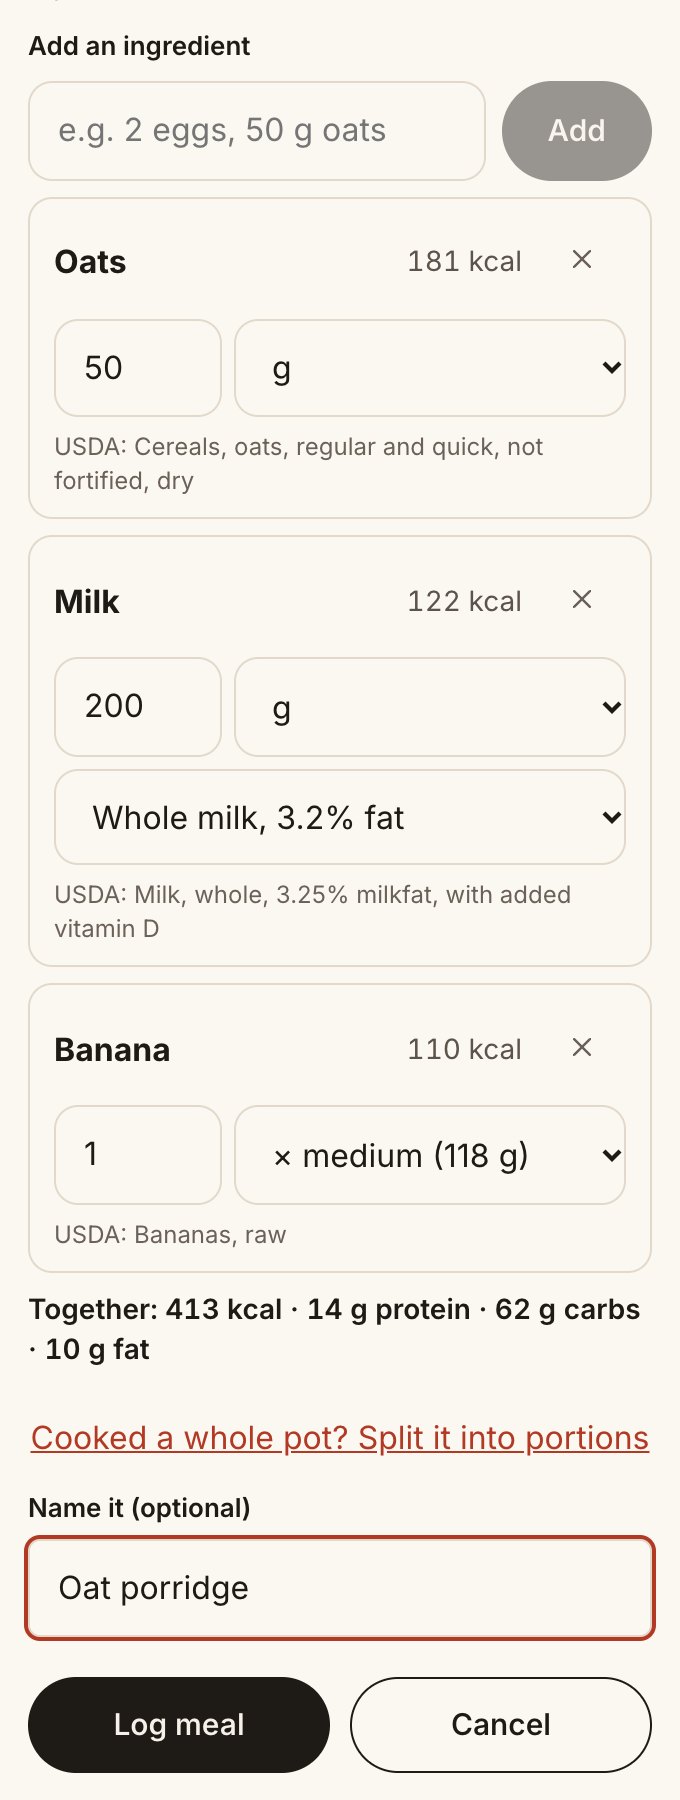 Add an ingredient
e.g. 2 eggs, 50 g oats
Add
Oats
181 kcal
×
50
g
USDA: Cereals, oats, regular and quick, not
fortified, dry
Milk
122 kcal
×
200
g
Whole milk, 3.2% fat
USDA: Milk, whole, 3.25% milkfat, with added
vitamin D
Banana
110 kcal
×
1
× medium (118 g)
USDA: Bananas, raw
Together: 413 kcal · 14 g protein · 62 g carbs
· 10 g fat
Cooked a whole pot? Split it into portions
Name it (optional)
Oat porridge
Log meal
Cancel